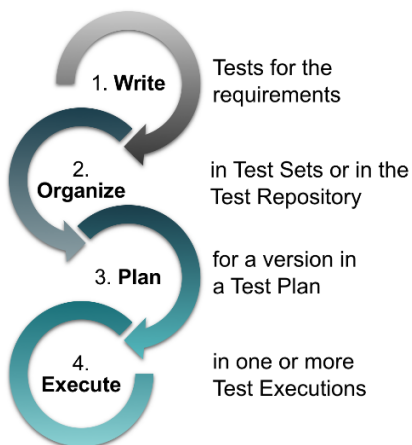 1. Write
Tests for the
requirements
2.
Organize
in Test Sets or in the
Test Repository
3. Plan
for a version in
a Test Plan
4.
Execute
in one or more
Test Executions